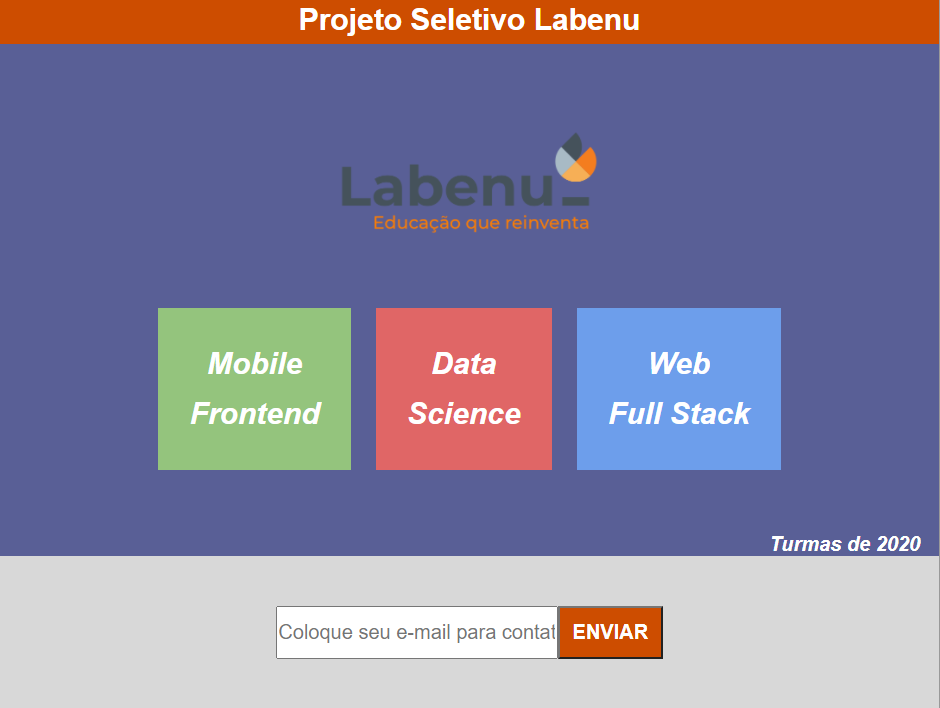 Projeto Seletivo Labenu
Labenu_
Educação que reinventa
Mobile
Frontend
Data
Science
Web
Full Stack
Turmas de 2020
Coloque seu e-mail para contat
ENVIAR